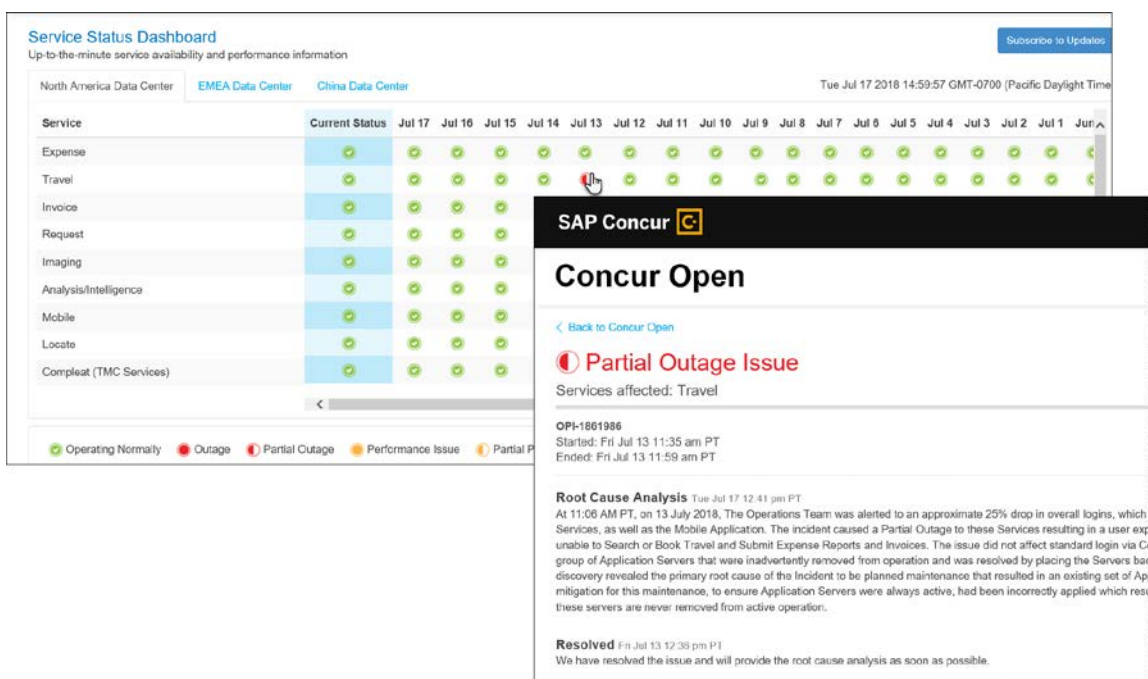 Service Status Dashboard
Up-to-the-minute service availability and performance information
Subscribe to Updates
North America Data Center EMEA Data Center China Data Center Tue Jul 17 2018 14:59:57 GMT-0700 (Pacific Daylight Time
Service Current Status Jul 17 Jul 16 Jul 15 Jul 14 Jul 13 Jul 12 Jul 11 Jul 10 Jul 9 Jul 8 Jul 7 Jul 6 Jul 5 Jul 4 Jul 3 Jul 2 Jul 1 Jun
Expense
Travel
Invoice
Request
Imaging
Analysis/Intelligence
Mobile
Locate
Compleat (TMC Services)
Operating Normally Outage Partial Outage Performance Issue Partial P
SAP Concur C
Concur Open
< Back to Concur Open
Partial Outage Issue
Services affected: Travel
OPI-1861986
Started: Fri Jul 13 11:35 am PT
Ended: Fri Jul 13 11:59 am PT
Root Cause Analysis Tue Jul 17 12:41 pm PT
At 11:06 AM PT, on 13 July 2018, The Operations Team was alerted to an approximate 25% drop in overall logins, which
Services, as well as the Mobile Application. The incident caused a Partial Outage to these Services resulting in a user exp
unable to Search or Book Travel and Submit Expense Reports and Invoices. The issue did not affect standard login via C
group of Application Servers that were inadvertently removed from operation and was resolved by placing the Servers bac
discovery revealed the primary root cause of the Incident to be planned maintenance that resulted in an existing set of Ap
mitigation for this maintenance, to ensure Application Servers were always active, had been incorrectly applied which resu
these servers are never removed from active operation.
Resolved Fri Jul 13 12:38 pm PT
We have resolved the issue and will provide the root cause analysis as soon as possible.